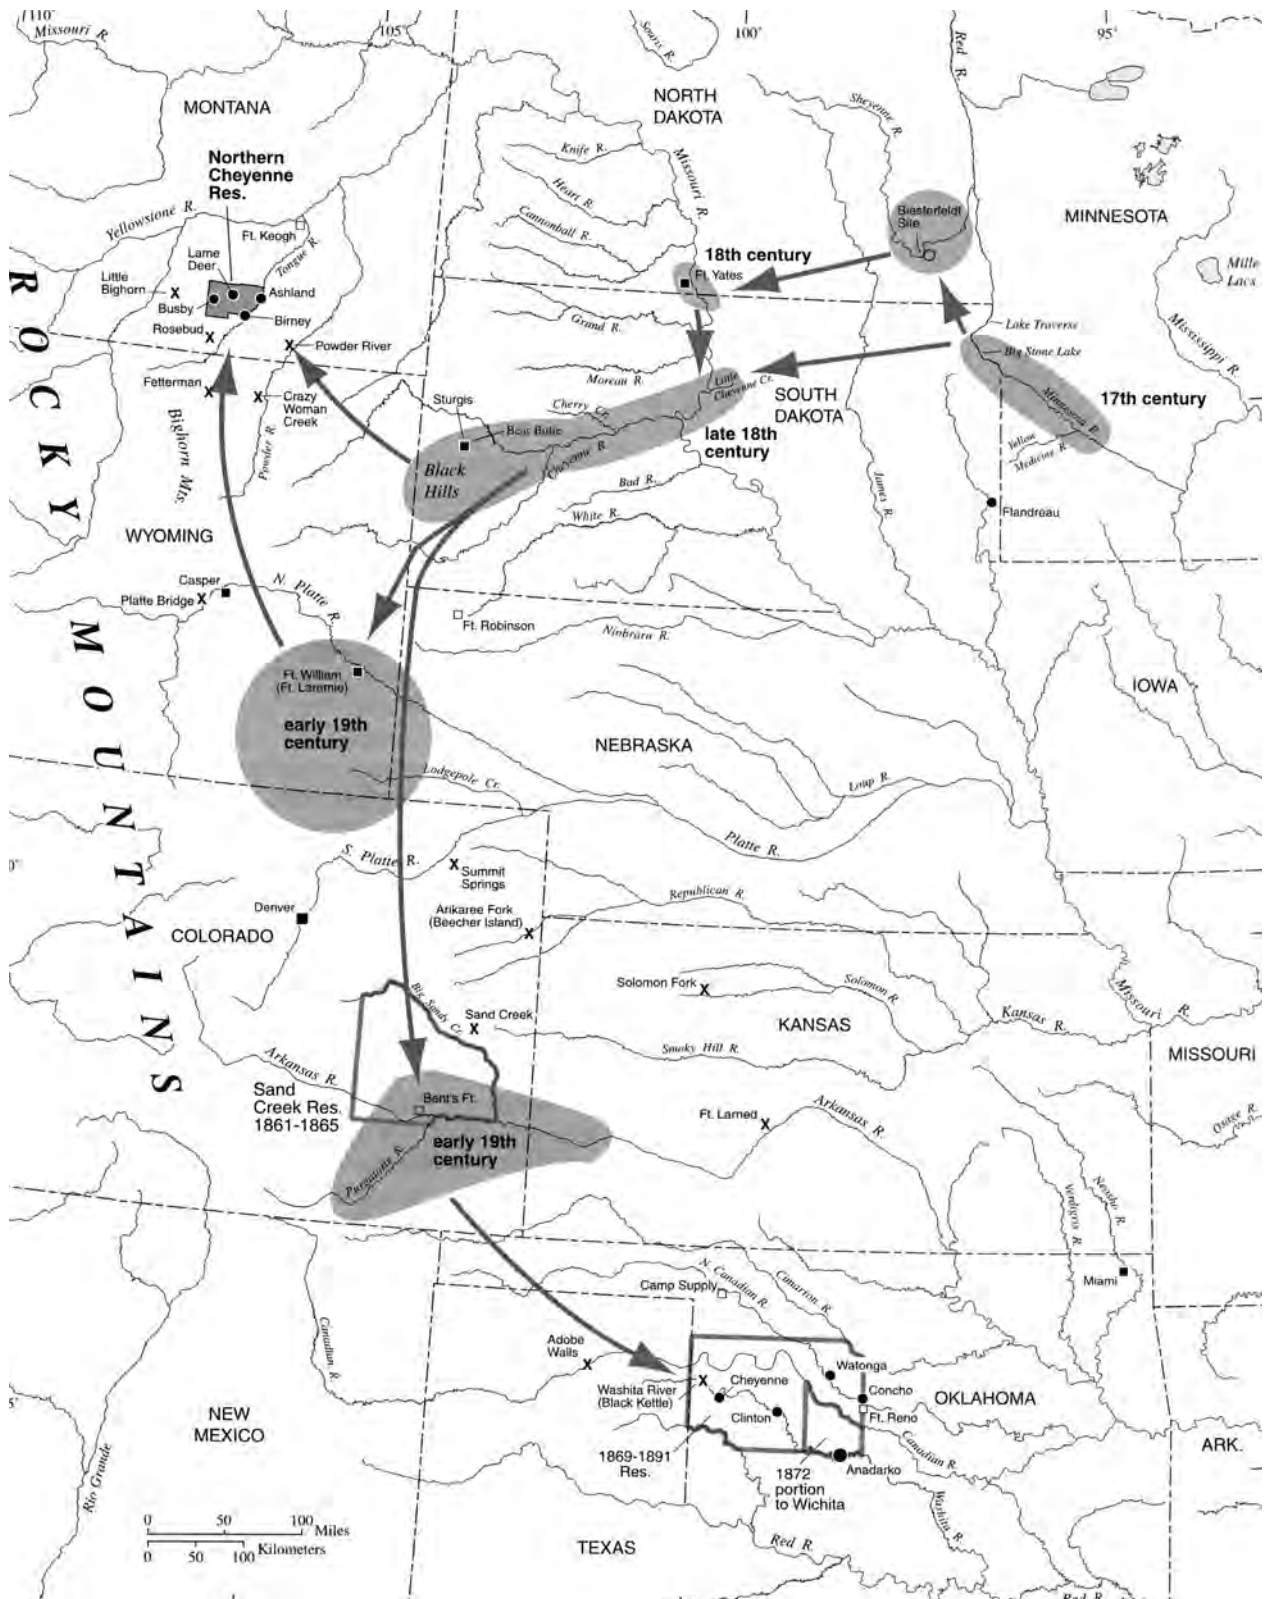 110°
105°
100°
95°
Missouri R.
Souris R.
Red R.
MONTANA
NORTH
DAKOTA
Sheyenne R.
Knife R.
Missouri R.
Northern
Cheyenne
Res.
Heart R.
Cannonball R.
Yellowstone R.
Ft. Keogh
Tongue R.
Biesterfeldt
Site
MINNESOTA
18th century
Ft. Yates
Mille
Lacs
Little
Bighorn
Lame
Deer
Ashland
Busby
Birney
Rosebud
Powder River
Grand R.
Lake Traverse
Big Stone Lake
Mississippi R.
Fetterman
Crazy
Woman
Creek
Moreau R.
Little
Cheyenne Cr.
SOUTH
DAKOTA
Minnesota R.
17th century
Sturgis
Cherry Cr.
Bear Butte
Cheyenne R.
late 18th
century
Yellow
Medicine R.
Bighorn Mts.
Powder R.
Black
Hills
Bad R.
White R.
James R.
Flandreau
ROCKY
MOUNTAINS
WYOMING
Casper
Platte Bridge
N. Platte R.
Ft. Robinson
Ninbrara R.
Ft. William
(Ft. Laramie)
IOWA
early 19th
century
NEBRASKA
Lodgepole Cr.
Loup R.
Platte R.
S. Platte R.
0°
Summit
Springs
Republican R.
Denver
Arikaree Fork
(Beecher Island)
COLORADO
Solomon Fork
Solomon R.
Missouri R.
Big Sandy Cr.
Sand Creek
KANSAS
Kansas R.
Smoky Hill R.
MISSOURI
Arkansas R.
Sand
Creek Res.
1861-1865
Bent's Ft.
Ft. Larned
Arkansas R.
Osage R.
early 19th
century
Purgatoire R.
Verdigris R.
Neosho R.
Miami
Camp Supply
N. Canadian R.
Cimarron R.
Canadian R.
Adobe
Walls
Watonga
Washita River
(Black Kettle)
Cheyenne
Concho
OKLAHOMA
5°
Clinton
Ft. Reno
NEW
MEXICO
Canadian R.
ARK.
1869-1891
Res.
1872
portion
to Wichita
Anadarko
Rio Grande
Washita R.
0 50 100 Miles
0 50 100 Kilometers
TEXAS
Red R.
Red R.